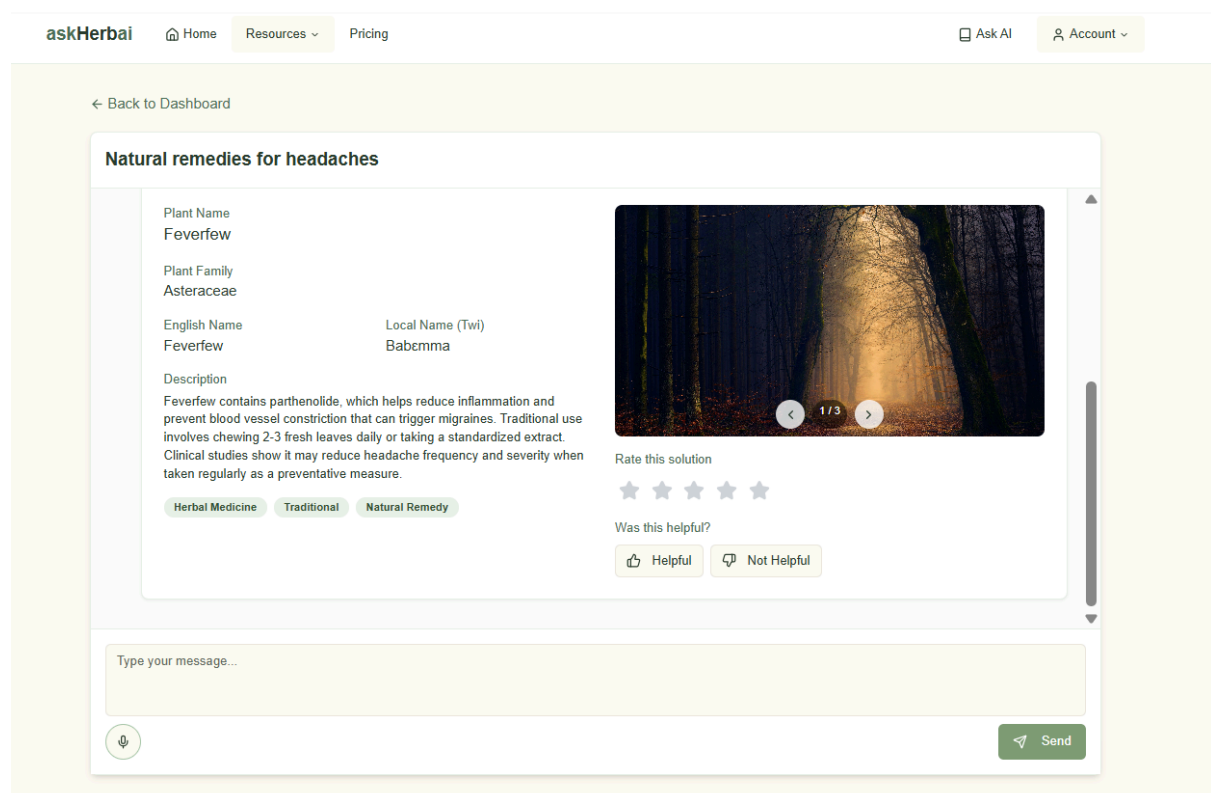 askHerbai Home Resources Pricing Ask AI Account
Back to Dashboard
Natural remedies for headaches
Plant Name
Feverfew
Plant Family
Asteraceae
English Name Local Name (Twi)
Feverfew Babɛmma
Description
Feverfew contains parthenolide, which helps reduce inflammation and
prevent blood vessel constriction that can trigger migraines. Traditional use
involves chewing 2-3 fresh leaves daily or taking a standardized extract.
Clinical studies show it may reduce headache frequency and severity when
taken regularly as a preventative measure.
Herbal Medicine Traditional Natural Remedy
1/3
Rate this solution
Was this helpful?
Helpful Not Helpful
Type your message...
Send